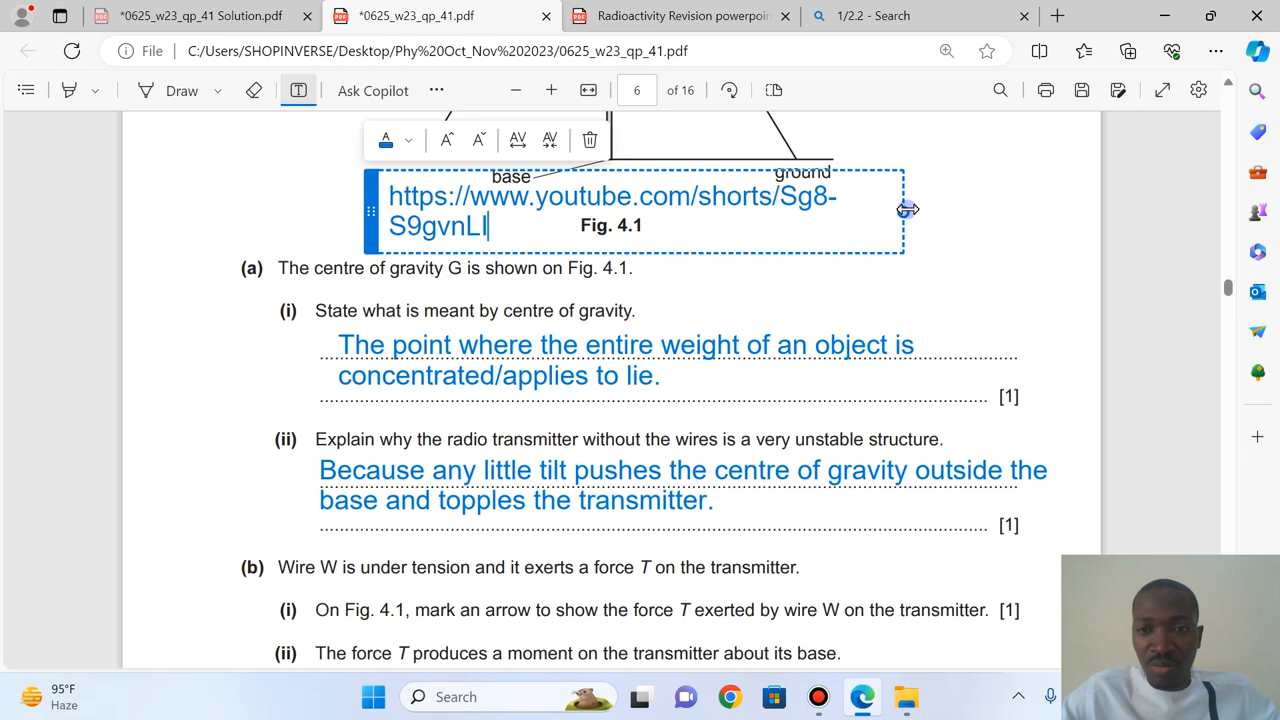 *0625_w23_qp_41 Solution.pdf
*0625_w23_qp_41.pdf
Radioactivity Revision powerpoin
1/2.2 - Search
File
C:/Users/SHOPINVERSE/Desktop/Phy%20Oct_Nov%202023/0625_w23_qp_41.pdf
Draw
Ask Copilot
6
of 16
base
ground
https://www.youtube.com/shorts/Sg8-
S9gvnLI
Fig. 4.1
(a) The centre of gravity G is shown on Fig. 4.1.
(i) State what is meant by centre of gravity.
The point where the entire weight of an object is
concentrated/applies to lie.
[1]
(ii) Explain why the radio transmitter without the wires is a very unstable structure.
Because any little tilt pushes the centre of gravity outside the
base and topples the transmitter.
[1]
(b) Wire W is under tension and it exerts a force T on the transmitter.
(i) On Fig. 4.1, mark an arrow to show the force T exerted by wire W on the transmitter. [1]
(ii) The force T produces a moment on the transmitter about its base.
95°F
Haze
Search